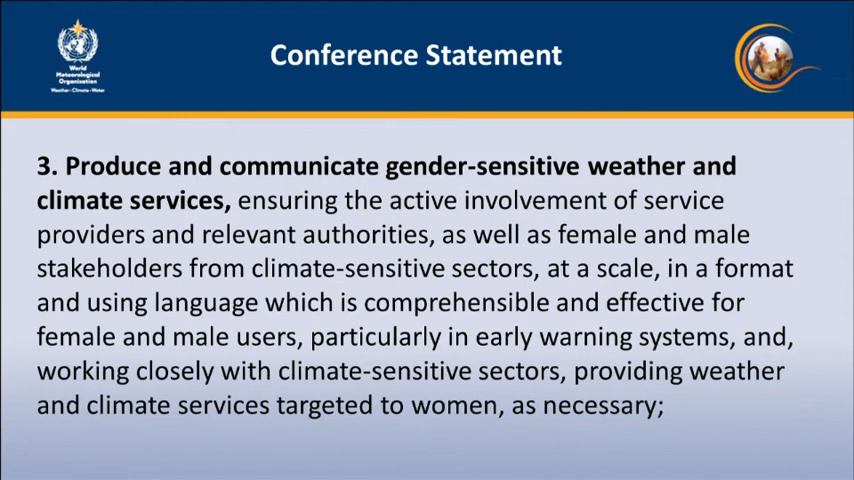 World
Meteorological
Organisation
Weather • Climate • Water
Conference Statement
3. Produce and communicate gender-sensitive weather and
climate services, ensuring the active involvement of service
providers and relevant authorities, as well as female and male
stakeholders from climate-sensitive sectors, at a scale, in a format
and using language which is comprehensible and effective for
female and male users, particularly in early warning systems, and,
working closely with climate-sensitive sectors, providing weather
and climate services targeted to women, as necessary;